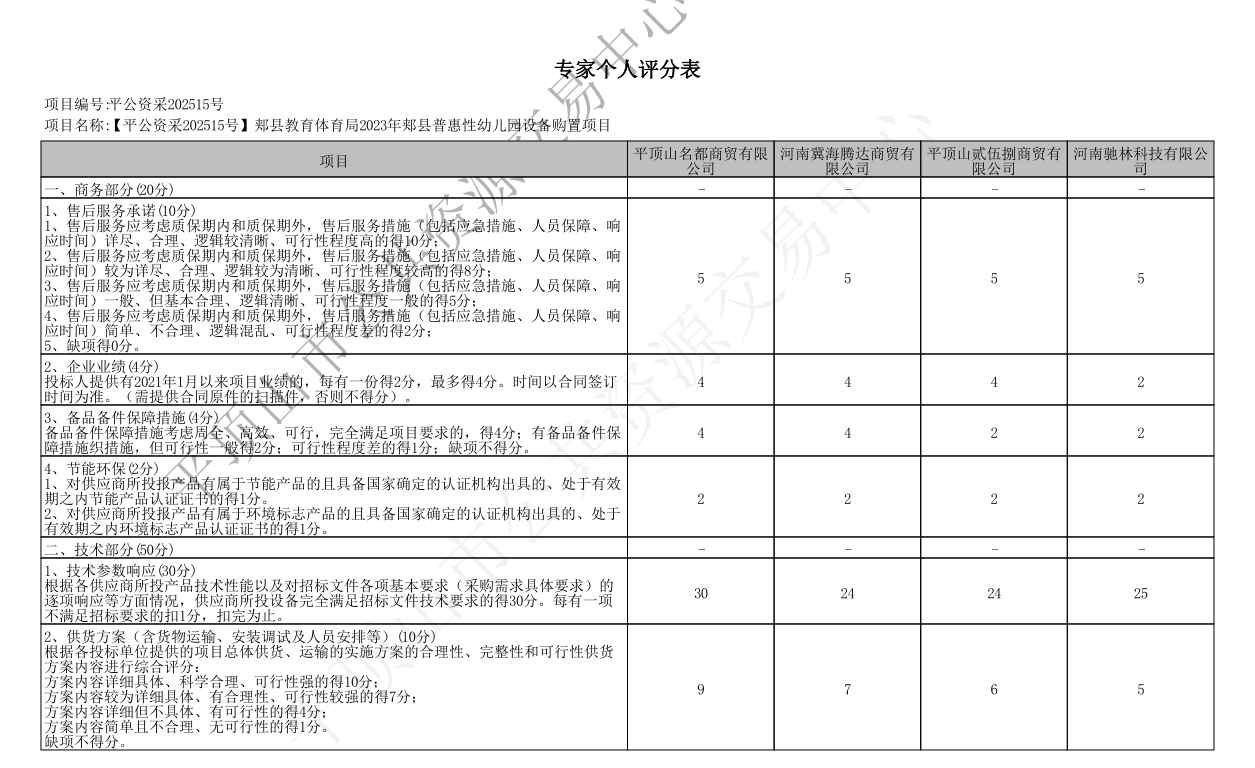 专家个人评分表
项目编号:平公资采202515号
项目名称:【平公资采202515号】郏县教育体育局2023年郏县普惠性幼儿园设备购置项目
项目
平顶山名都商贸有限
公司
河南冀海腾达商贸有
限公司
平顶山贰伍捌商贸有
限公司
河南驰林科技有限公
司
一、商务部分(20分)
–
–
–
–
1、售后服务承诺(10分)
1、售后服务应考虑质保期内和质保期外，售后服务措施（包括应急措施、人员保障、响
应时间）详尽、合理、逻辑较清晰、可行性程度高的得10分；
2、售后服务应考虑质保期内和质保期外，售后服务措施（包括应急措施、人员保障、响
应时间）较为详尽、合理、逻辑较为清晰、可行性程度较高的得8分；
3、售后服务应考虑质保期内和质保期外，售后服务措施（包括应急措施、人员保障、响
应时间）一般、但基本合理、逻辑清晰、可行性程度一般的得5分；
4、售后服务应考虑质保期内和质保期外，售后服务措施（包括应急措施、人员保障、响
应时间）简单、不合理、逻辑混乱、可行性程度差的得2分；
5、缺项得0分。
5
5
5
5
2、企业业绩(4分)
投标人提供有2021年1月以来项目业绩的，每有一份得2分，最多得4分。时间以合同签订
时间为准。（需提供合同原件的扫描件，否则不得分）。
4
4
4
2
3、备品备件保障措施(4分)
备品备件保障措施考虑周全、高效、可行，完全满足项目要求的，得4分；有备品备件保
障措施织措施，但可行性一般得2分；可行性程度差的得1分；缺项不得分。
4
4
2
2
4、节能环保(2分)
1、对供应商所投报产品有属于节能产品的且具备国家确定的认证机构出具的、处于有效
期之内节能产品认证证书的得1分。
2、对供应商所投报产品有属于环境标志产品的且具备国家确定的认证机构出具的、处于
有效期之内环境标志产品认证证书的得1分。
2
2
2
2
二、技术部分(50分)
–
–
–
–
1、技术参数响应(30分)
根据各供应商所投产品技术性能以及对招标文件各项基本要求（采购需求具体要求）的
逐项响应等方面情况，供应商所投设备完全满足招标文件技术要求的得30分。每有一项
不满足招标要求的扣1分，扣完为止。
30
24
24
25
2、供货方案（含货物运输、安装调试及人员安排等）(10分)
根据各投标单位提供的项目总体供货、运输的实施方案的合理性、完整性和可行性供货
方案内容进行综合评分：
方案内容详细具体、科学合理、可行性强的得10分；
方案内容较为详细具体、有合理性、可行性较强的得7分；
方案内容详细但不具体、有可行性的得4分；
方案内容简单且不合理、无可行性的得1分。
缺项不得分。
9
7
6
5
平顶山市公共资源交易中心
平顶山市公共资源交易中心